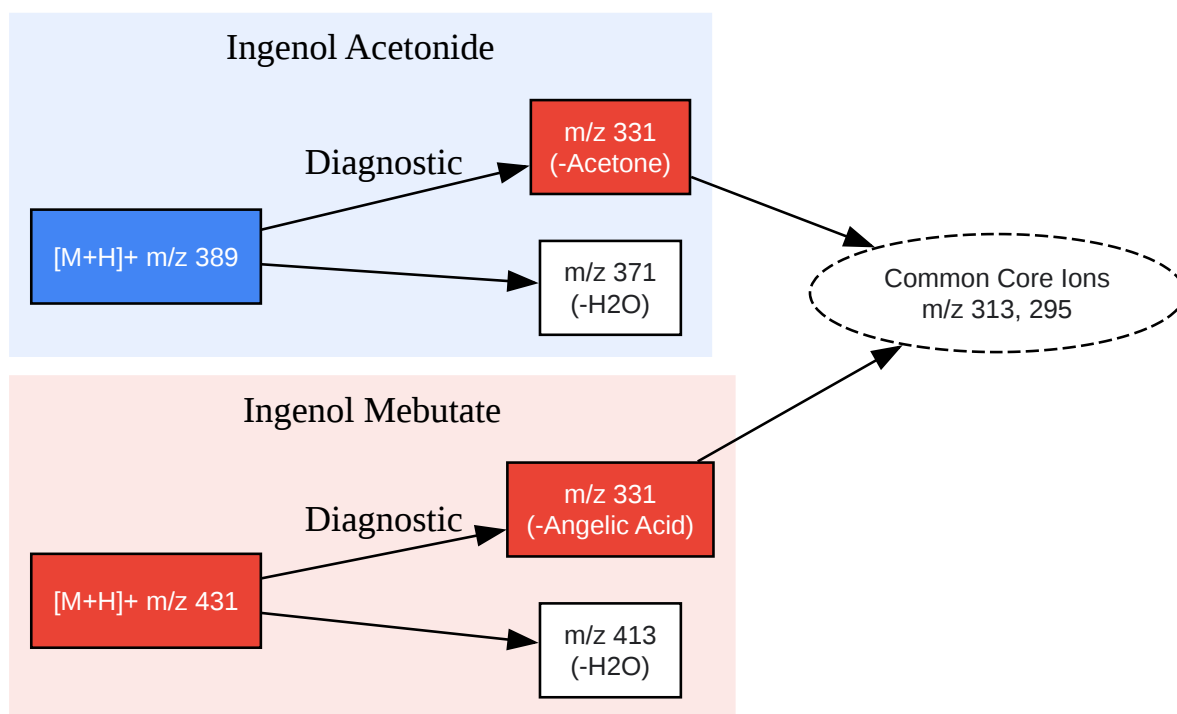 Ingenol Acetonide
m/z 331
(-Acetone)
Diagnostic
[M+H]+ m/z 389
m/z 371
(-H2O)
Common Core Ions
m/z 313, 295
Ingenol Mebutate
m/z 331
(-Angelic Acid)
Diagnostic
[M+H]+ m/z 431
m/z 413
(-H2O)